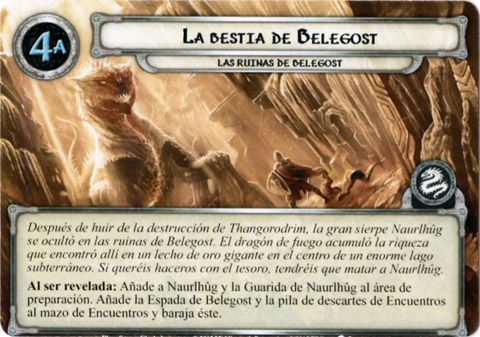 4A
La bestia de Belegost
Las ruinas de Belegost
Después de huir de la destrucción de Thangorodrim, la gran sierpe Naurlhûg
se ocultó en las ruinas de Belegost. El dragón de fuego acumuló la riqueza
que encontró allí en un lecho de oro gigante en el centro de un enorme lago
subterráneo. Si queréis haceros con el tesoro, tendréis que matar a Naurlhûg.
Al ser revelada: Añade a Naurlhûg y la Guarida de Naurlhûg al área de
preparación. Añade la Espada de Belegost y la pila de descartes de Encuentros
al mazo de Encuentros y baraja éste.